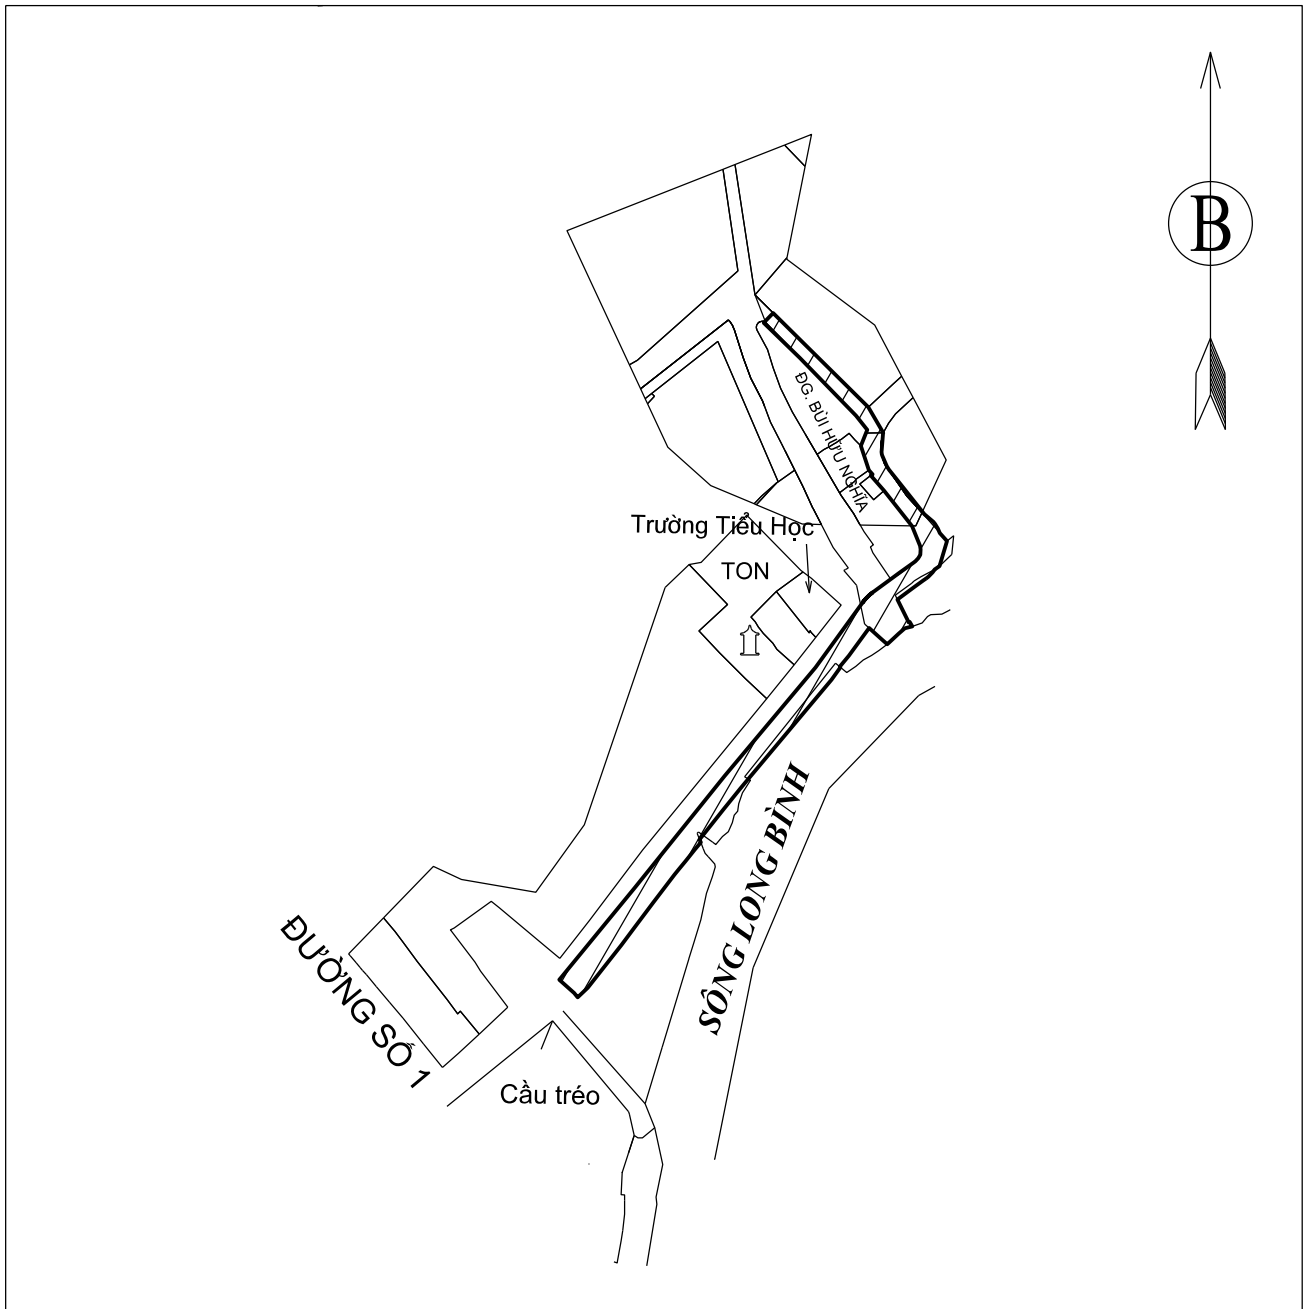 B
ĐG. BÙI HỮU NGHĨA
Trường Tiểu Học
TON
SÔNG LONG BÌNH
ĐƯỜNG SỐ 1
Cầu tréo